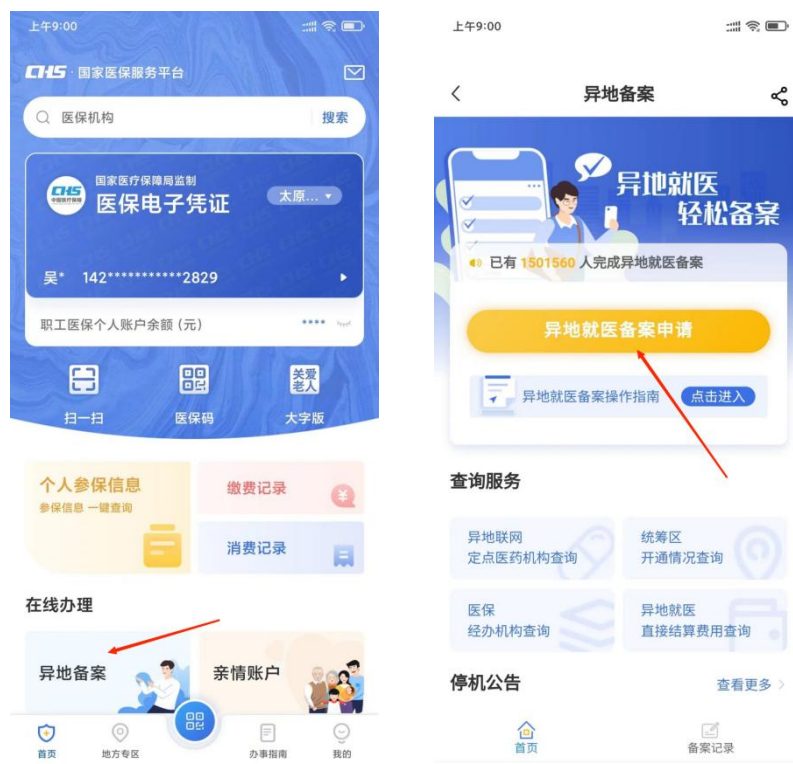 上午9:00
CHS · 国家医保服务平台
医保机构
搜索
国家医疗保障局监制
医保电子凭证
太原...
CHS
中国医疗保障
吴* 142***********2829
职工医保个人账户余额 (元)
****
扫一扫
医保码
关爱
老人
大字版
个人参保信息
参保信息 一键查询
缴费记录
消费记录
在线办理
异地备案
亲情账户
首页
地方专区
办事指南
我的
上午9:00
异地备案
异地就医
轻松备案
已有 1501560 人完成异地就医备案
异地就医备案申请
异地就医备案操作指南
点击进入
查询服务
异地联网
定点医药机构查询
统筹区
开通情况查询
医保
经办机构查询
异地就医
直接结算费用查询
停机公告
查看更多
首页
备案记录